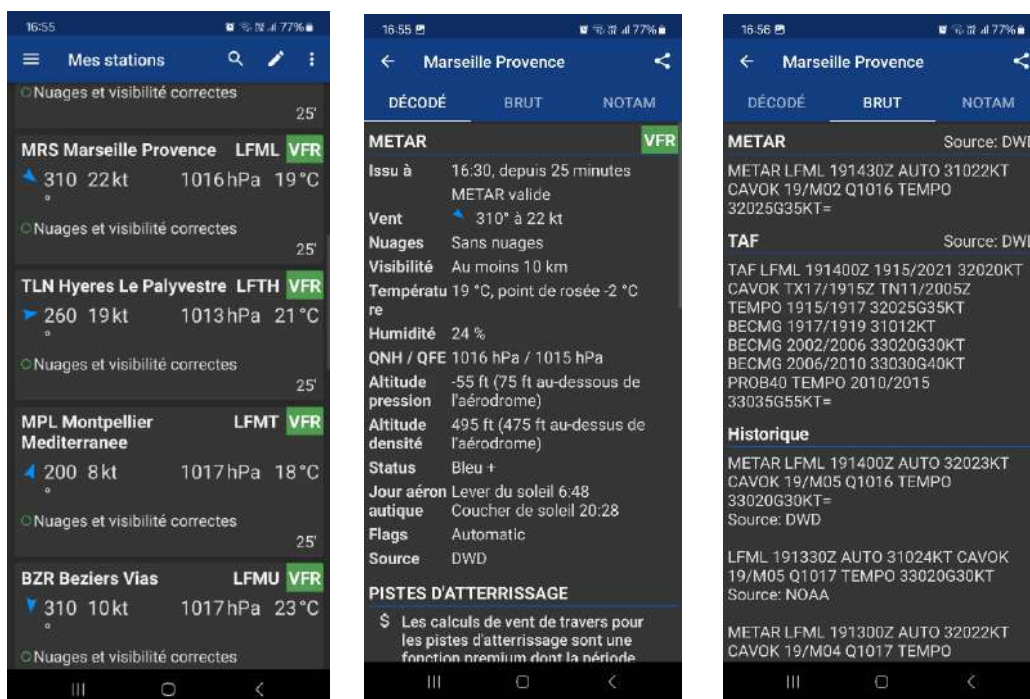 16:55
77%
Mes stations
Nuages et visibilité correctes
25'
MRS Marseille Provence LFML VFR
310 22kt 1016hPa 19°C
°
Nuages et visibilité correctes
25'
TLN Hyeres Le Palyvestre LFTH VFR
260 19kt 1013hPa 21°C
°
Nuages et visibilité correctes
25'
MPL Montpellier LFMT VFR
Mediterranee
200 8kt 1017hPa 18°C
°
Nuages et visibilité correctes
25'
BZR Beziers Vias LFMU VFR
310 10kt 1017hPa 23°C
°
Nuages et visibilité correctes
16:55
77%
Marseille Provence
DÉCODÉ BRUT NOTAM
METAR VFR
Issu à 16:30, depuis 25 minutes
METAR valide
Vent 310° à 22 kt
Nuages Sans nuages
Visibilité Au moins 10 km
Températu 19 °C, point de rosée -2 °C
re
Humidité 24 %
QNH / QFE 1016 hPa / 1015 hPa
Altitude -55 ft (75 ft au-dessous de
pression l'aérodrome)
Altitude 495 ft (475 ft au-dessus de
densité l'aérodrome)
Status Bleu +
Jour aéron Lever du soleil 6:48
autique Coucher de soleil 20:28
Flags Automatic
Source DWD
PISTES D'ATTERRISSAGE
$ Les calculs de vent de travers pour
les pistes d'atterrissage sont une
fonction premium dont la période
16:56
77%
Marseille Provence
DÉCODÉ BRUT NOTAM
METAR Source: DWD
METAR LFML 191430Z AUTO 31022KT
CAVOK 19/M02 Q1016 TEMPO
32025G35KT=
TAF Source: DWD
TAF LFML 191400Z 1915/2021 32020KT
CAVOK TX17/1915Z TN11/2005Z
TEMPO 1915/1917 32025G35KT
BECMG 1917/1919 31012KT
BECMG 2002/2006 33020G30KT
BECMG 2006/2010 33030G40KT
PROB40 TEMPO 2010/2015
33035G55KT=
Historique
METAR LFML 191400Z AUTO 32023KT
CAVOK 19/M05 Q1016 TEMPO
33020G30KT=
Source: DWD
LFML 191330Z AUTO 31024KT CAVOK
19/M05 Q1017 TEMPO 33020G30KT
Source: NOAA
METAR LFML 191300Z AUTO 32022KT
CAVOK 19/M04 Q1017 TEMPO